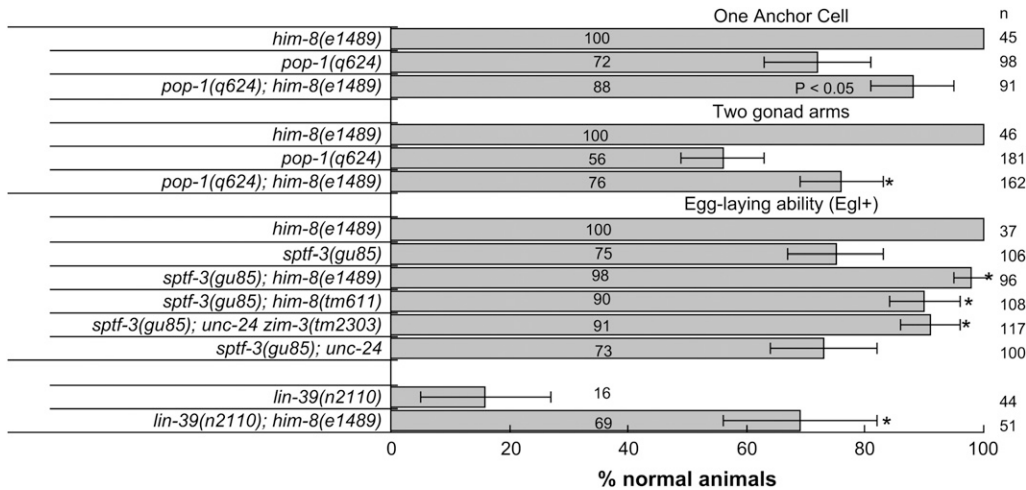 One Anchor Cell n
him-8(e1489) 100 45
pop-1(q624) 72 98
pop-1(q624); him-8(e1489) 88 P < 0.05 91
Two gonad arms
him-8(e1489) 100 46
pop-1(q624) 56 181
pop-1(q624); him-8(e1489) 76 * 162
Egg-laying ability (Egl+)
him-8(e1489) 100 37
sptf-3(gu85) 75 106
sptf-3(gu85); him-8(e1489) 98 * 96
sptf-3(gu85); him-8(tm611) 90 * 108
sptf-3(gu85); unc-24 zim-3(tm2303) 91 * 117
sptf-3(gu85); unc-24 73 100
lin-39(n2110) 16 44
lin-39(n2110); him-8(e1489) 69 * 51
0 20 40 60 80 100
% normal animals